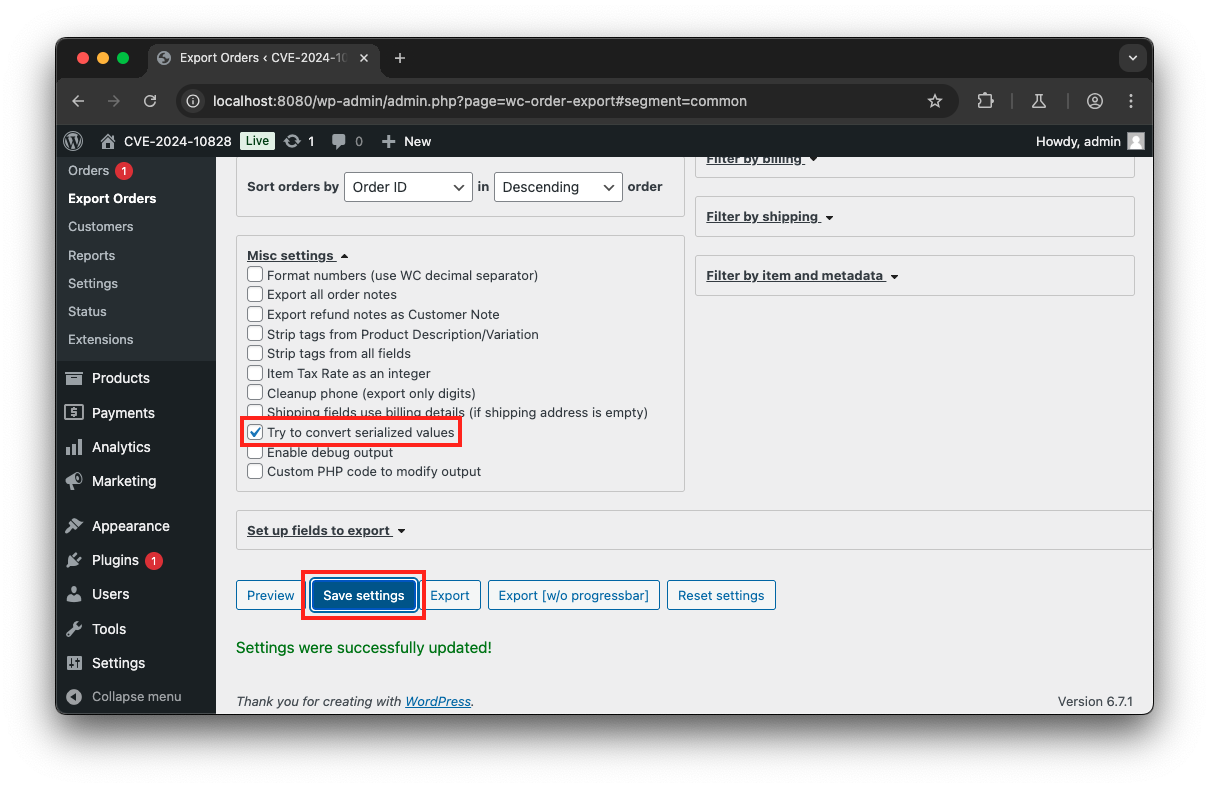 Export Orders ‹ CVE-2024-10
localhost:8080/wp-admin/admin.php?page=wc-order-export#segment=common
CVE-2024-10828 Live 1 0 New Howdy, admin
Orders 1
Export Orders
Customers
Reports
Settings
Status
Extensions
Products
Payments
Analytics
Marketing
Appearance
Plugins 1
Users
Tools
Settings
Collapse menu
Sort orders by Order ID in Descending order
Misc settings
Format numbers (use WC decimal separator)
Export all order notes
Export refund notes as Customer Note
Strip tags from Product Description/Variation
Strip tags from all fields
Item Tax Rate as an integer
Cleanup phone (export only digits)
Shipping fields use billing details (if shipping address is empty)
Try to convert serialized values
Enable debug output
Custom PHP code to modify output
Filter by billing
Filter by shipping
Filter by item and metadata
Set up fields to export
Preview Save settings Export Export [w/o progressbar] Reset settings
Settings were successfully updated!
Thank you for creating with WordPress. Version 6.7.1